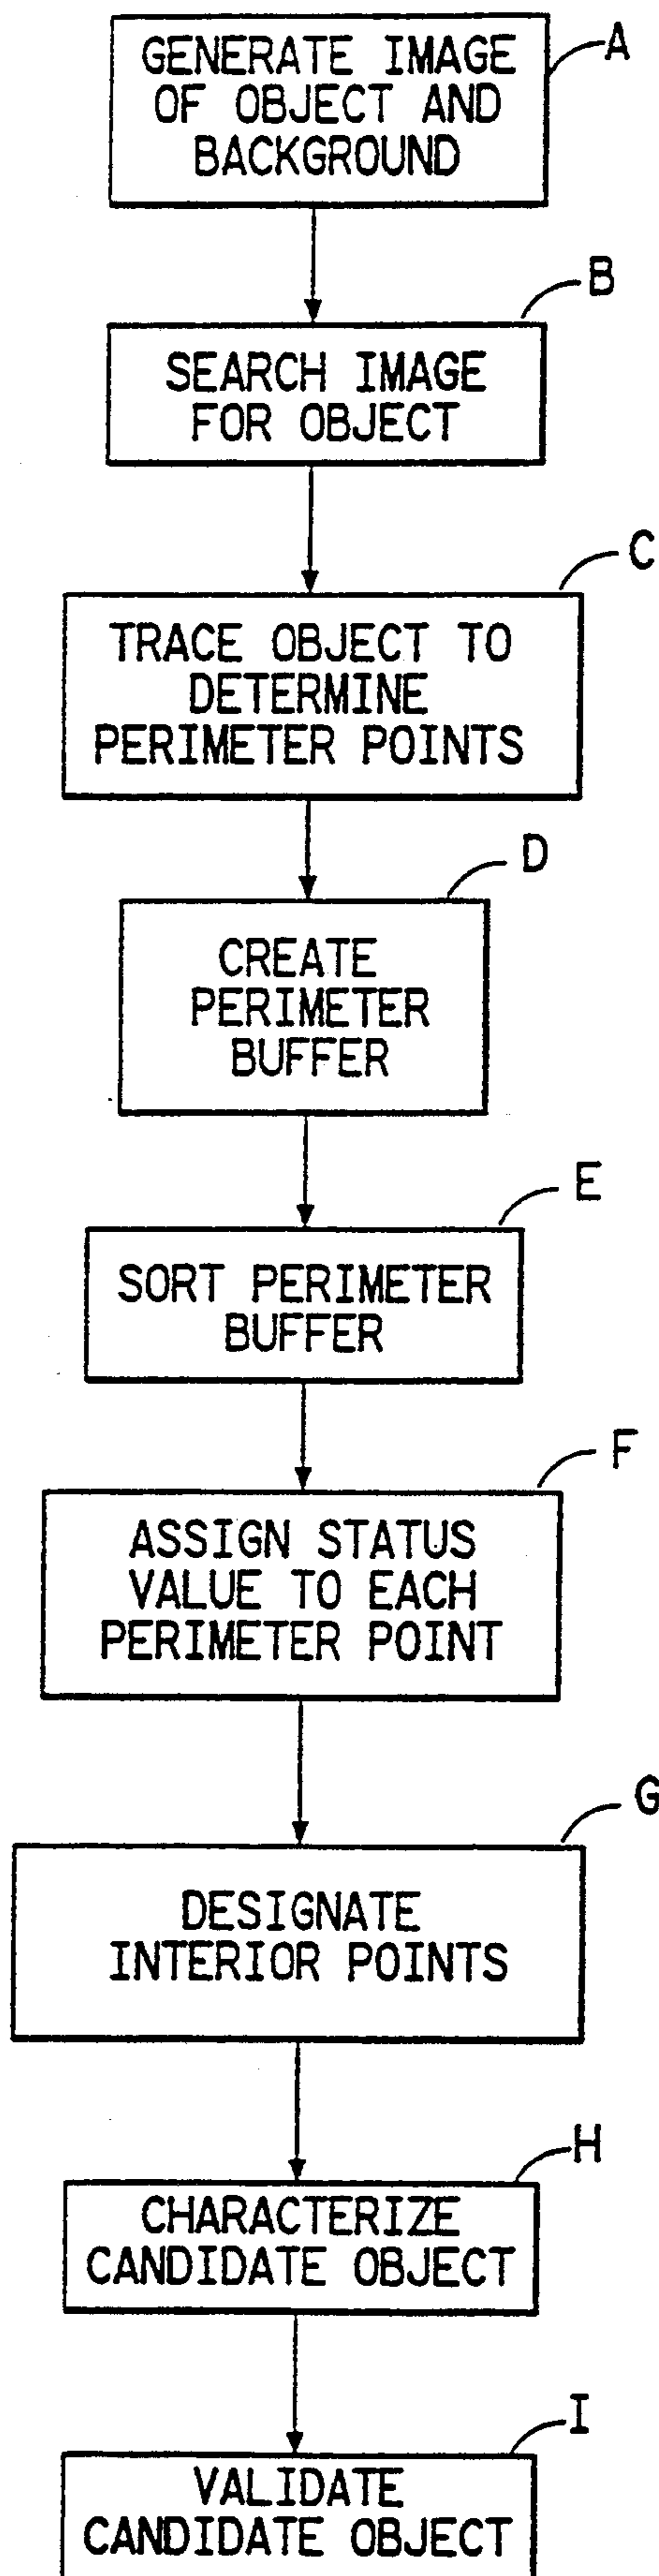 GENERATE IMAGE
OF OBJECT AND
BACKGROUND
A
B
SEARCH IMAGE
FOR OBJECT
C
TRACE OBJECT TO
DETERMINE
PERIMETER POINTS
D
CREATE
PERIMETER
BUFFER
E
SORT PERIMETER
BUFFER
F
ASSIGN STATUS
VALUE TO EACH
PERIMETER POINT
G
DESIGNATE
INTERIOR POINTS
H
CHARACTERIZE
CANDIDATE OBJECT
I
VALIDATE
CANDIDATE OBJECT